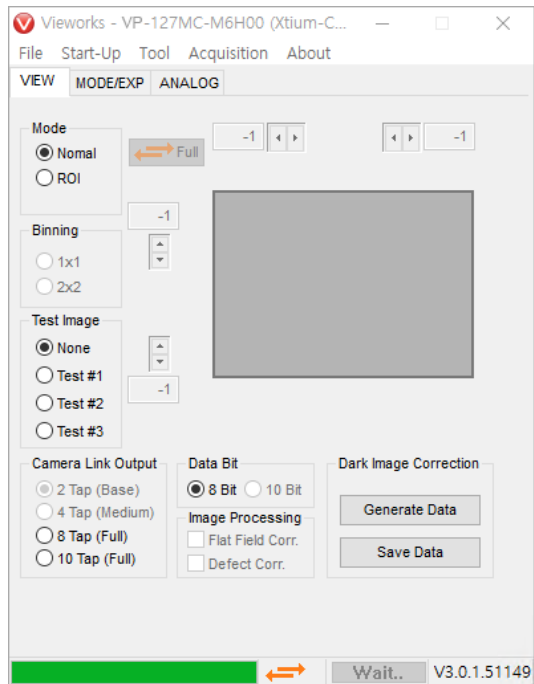 Vieworks - VP-127MC-M6H00 (Xtium-C...
File Start-Up Tool Acquisition About
VIEW MODE/EXP ANALOG
Mode
Nomal
ROI
Full
-1
-1
-1
Binning
1x1
2x2
Test Image
None
Test #1
Test #2
Test #3
-1
Camera Link Output
2 Tap (Base)
4 Tap (Medium)
8 Tap (Full)
10 Tap (Full)
Data Bit
8 Bit 10 Bit
Image Processing
Flat Field Corr.
Defect Corr.
Dark Image Correction
Generate Data
Save Data
Wait.. V3.0.1.51149